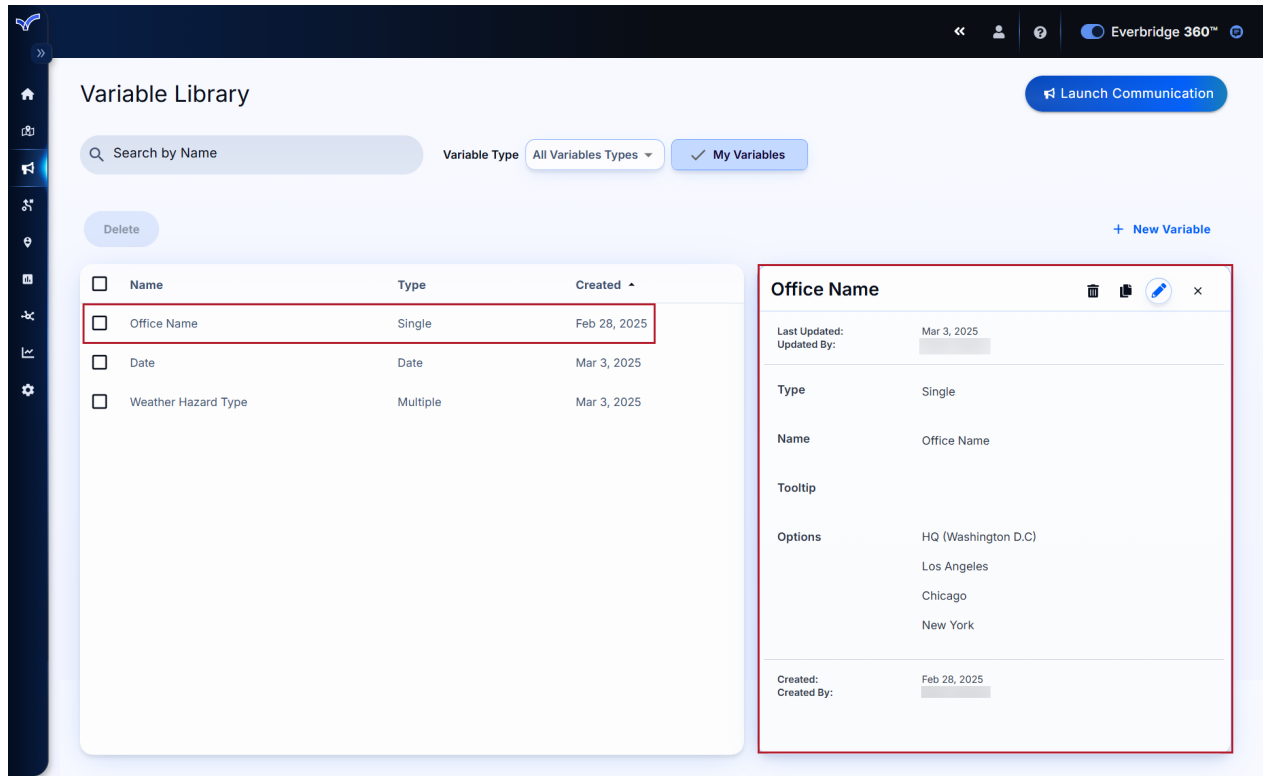 Everbridge 360™
Variable Library
Launch Communication
Search by Name
Variable Type
All Variables Types
My Variables
Delete
+ New Variable
Name Type Created
Office Name Single Feb 28, 2025
Date Date Mar 3, 2025
Weather Hazard Type Multiple Mar 3, 2025
Office Name
Last Updated: Mar 3, 2025
Updated By:
Type Single
Name Office Name
Tooltip
Options HQ (Washington D.C)
Los Angeles
Chicago
New York
Created: Feb 28, 2025
Created By: